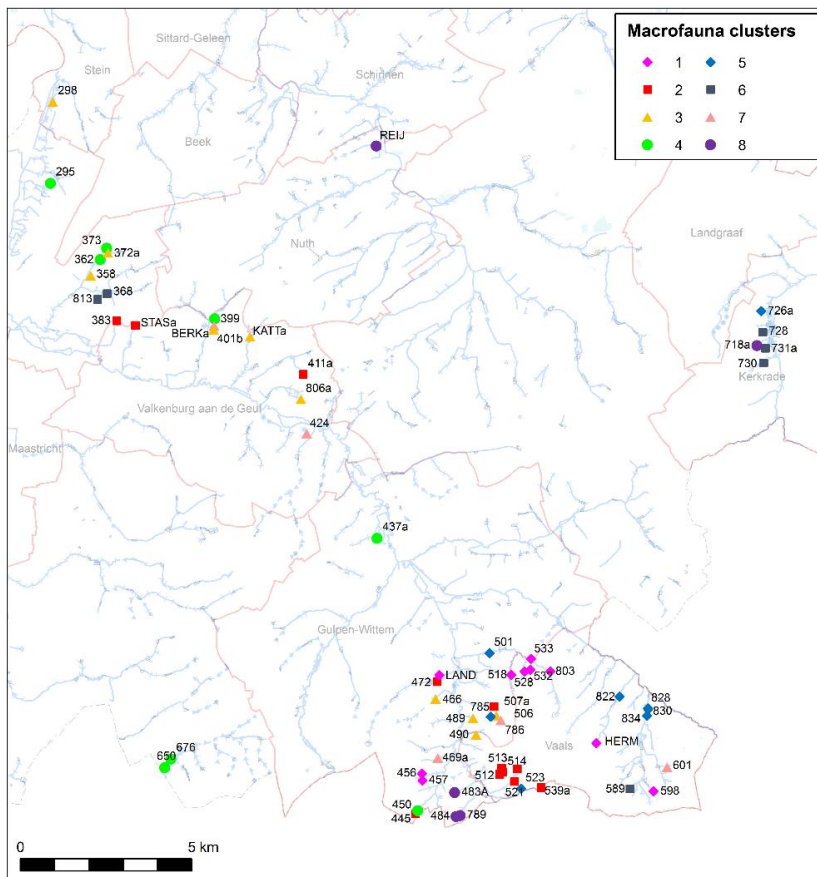 Macrofauna clusters
1 5
2 6
3 7
4 8
Sittard-Geleen
Stein
Schinnen
298
Beek
REIJ
295
Nuth
Landgraaf
373
372a
362
358
368
813
383
STASa
399
BERKa
401b
KATTa
726a
728
718a
731a
730
Kerkrade
411a
806a
Valkenburg aan de Geul
424
Maastricht
437a
Gulpen-Wittem
501
533
518
532
528
803
LAND
472
466
507a
785
506
489
786
490
822
828
830
834
HERM
Vaals
676
650
469a
456
457
513
514
512
523
521
539a
483A
601
589
598
450
445
484
789
0 5 km